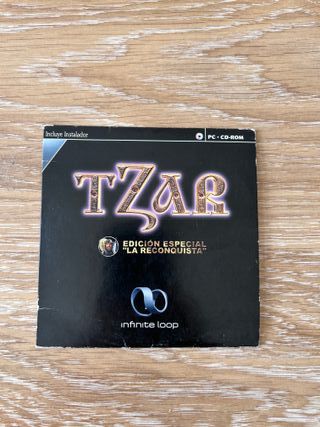 Incluye Instalador
PC · CD-ROM
TZAR
EDICIÓN ESPECIAL
"LA RECONQUISTA"
infinite loop